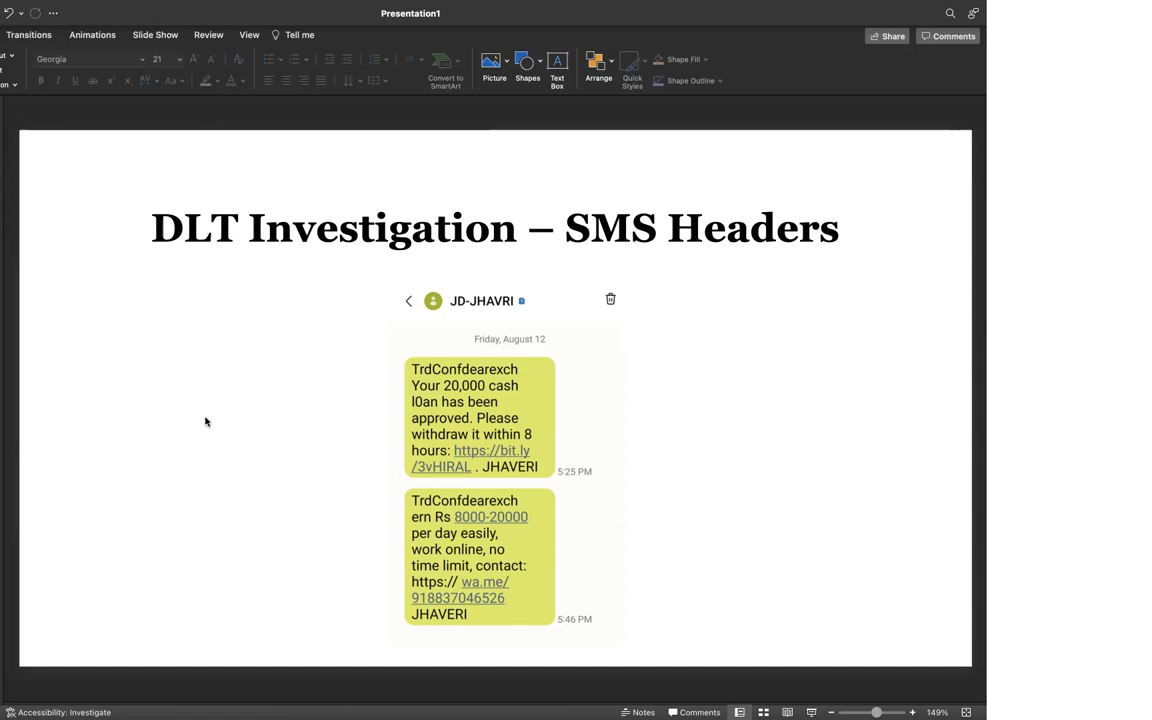 Presentation1
Transitions Animations Slide Show Review View Tell me
Share Comments
Georgia 21
Convert to SmartArt
Picture Shapes Text Box Arrange Quick Styles
Shape Fill
Shape Outline
DLT Investigation – SMS Headers
JD-JHAVRI
Friday, August 12
TrdConfdearexch
Your 20,000 cash
l0an has been
approved. Please
withdraw it within 8
hours: https://bit.ly
/3vHIRAL . JHAVERI
5:25 PM
TrdConfdearexch
ern Rs 8000-20000
per day easily,
work online, no
time limit, contact:
https:// wa.me/
918837046526
JHAVERI
5:46 PM
Accessibility: Investigate
Notes Comments 149%